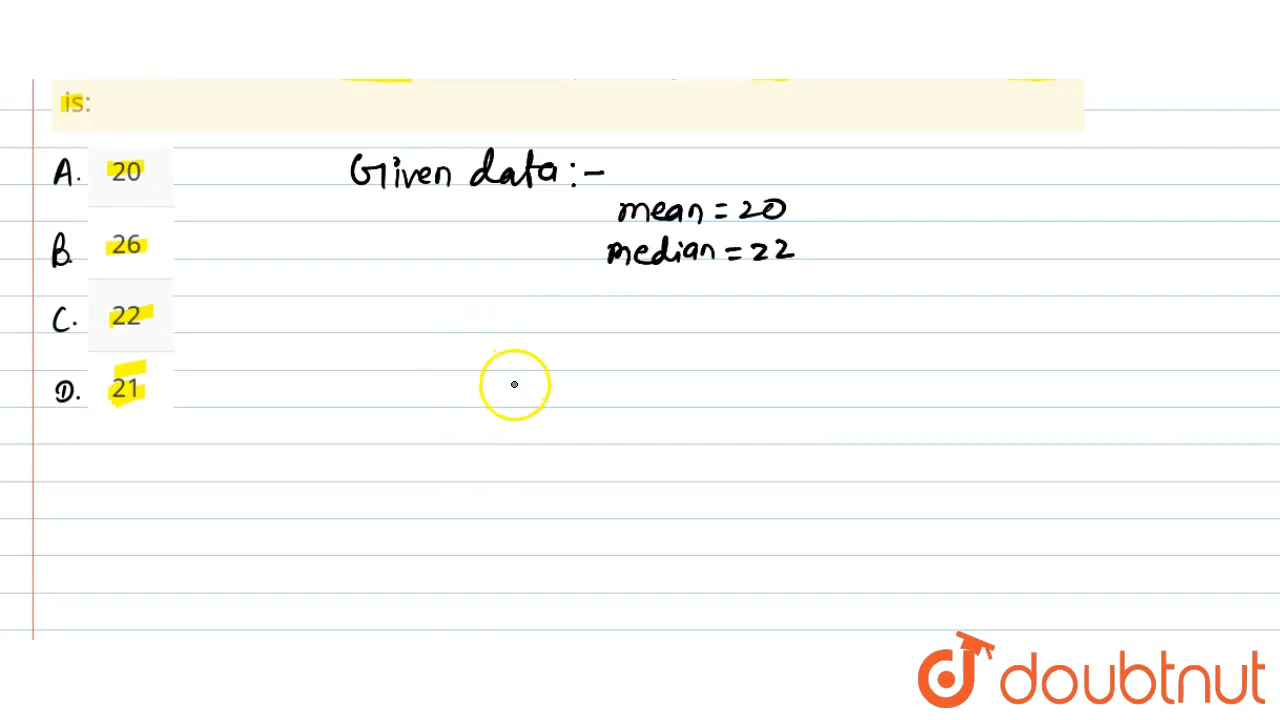 is:
A. 20
Given data:-
mean = 20
median = 22
B. 26
C. 22
D. 21
doubtnut